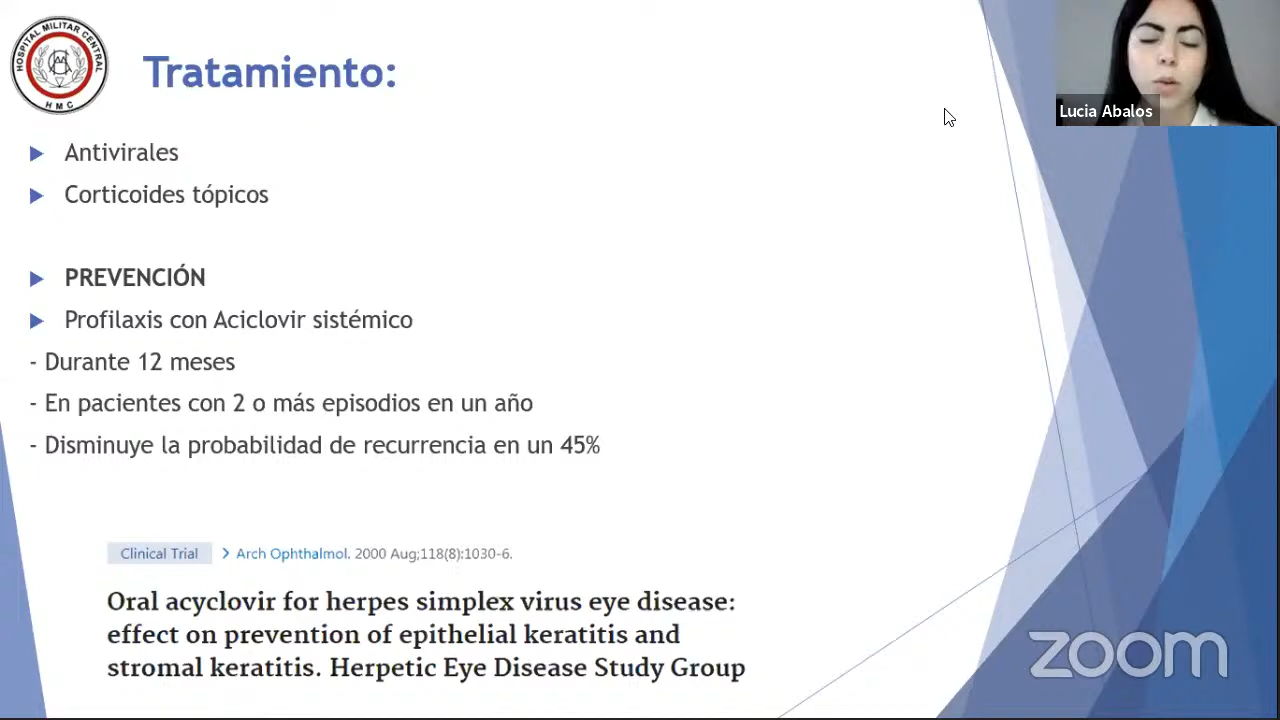 HOSPITAL MILITAR CENTRAL
HMC
Tratamiento:
Lucia Abalos
Antivirales
Corticoides tópicos
PREVENCIÓN
Profilaxis con Aciclovir sistémico
- Durante 12 meses
- En pacientes con 2 o más episodios en un año
- Disminuye la probabilidad de recurrencia en un 45%
Clinical Trial > Arch Ophthalmol. 2000 Aug;118(8):1030-6.
Oral acyclovir for herpes simplex virus eye disease:
effect on prevention of epithelial keratitis and
stromal keratitis. Herpetic Eye Disease Study Group
zoom